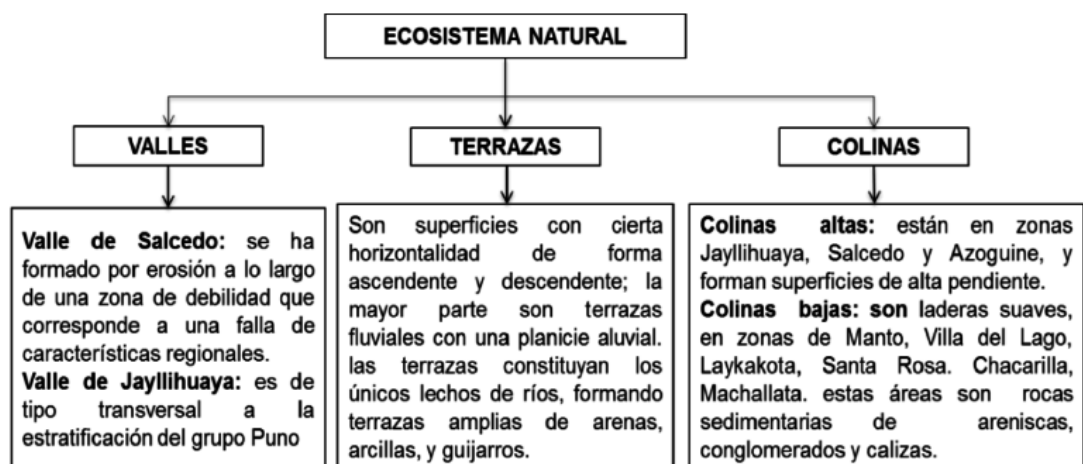 ECOSISTEMA NATURAL
VALLES
TERRAZAS
COLINAS
Valle de Salcedo: se ha
formado por erosión a lo largo
de una zona de debilidad que
corresponde a una falla de
características regionales.
Valle de Jayllihuaya: es de
tipo transversal a la
estratificación del grupo Puno
Son superficies con cierta
horizontalidad de forma
ascendente y descendente; la
mayor parte son terrazas
fluviales con una planicie aluvial.
las terrazas constituyan los
únicos lechos de ríos, formando
terrazas amplias de arenas,
arcillas, y guijarros.
Colinas altas: están en zonas
Jayllihuaya, Salcedo y Azoguine, y
forman superficies de alta pendiente.
Colinas bajas: son laderas suaves,
en zonas de Manto, Villa del Lago,
Laykakota, Santa Rosa. Chacarilla,
Machallata. estas áreas son rocas
sedimentarias de areniscas,
conglomerados y calizas.